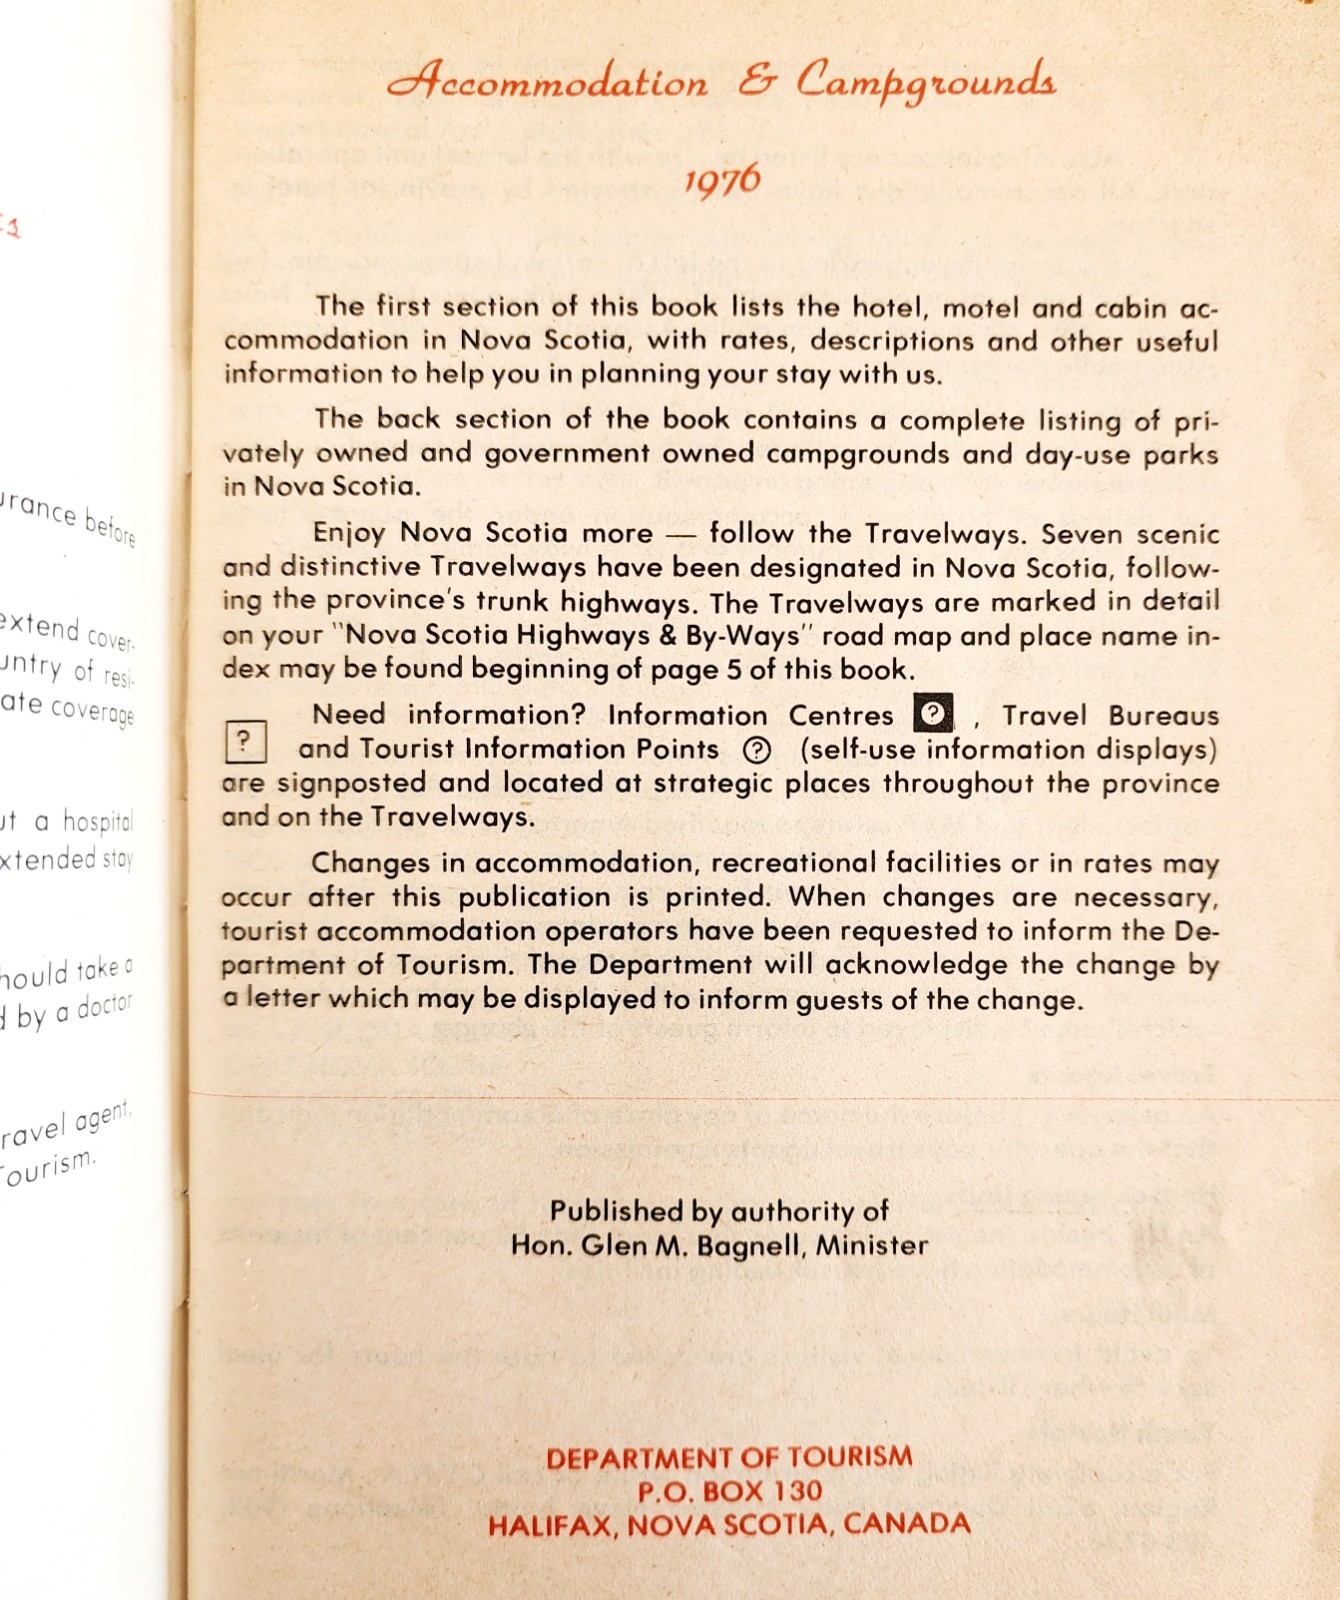 s
urance before
extend cover-
untry of resi-
ate coverage
ut a hospital
xtended stay
hould take a
d by a doctor
ravel agent,
Tourism.
Accommodation & Campgrounds
1976
The first section of this book lists the hotel, motel and cabin ac-
commodation in Nova Scotia, with rates, descriptions and other useful
information to help you in planning your stay with us.
The back section of the book contains a complete listing of pri-
vately owned and government owned campgrounds and day-use parks
in Nova Scotia.
Enjoy Nova Scotia more — follow the Travelways. Seven scenic
and distinctive Travelways have been designated in Nova Scotia, follow-
ing the province's trunk highways. The Travelways are marked in detail
on your "Nova Scotia Highways & By-Ways" road map and place name in-
dex may be found beginning of page 5 of this book.
Need information? Information Centres ? , Travel Bureaus
? and Tourist Information Points ? (self-use information displays)
are signposted and located at strategic places throughout the province
and on the Travelways.
Changes in accommodation, recreational facilities or in rates may
occur after this publication is printed. When changes are necessary,
tourist accommodation operators have been requested to inform the De-
partment of Tourism. The Department will acknowledge the change by
a letter which may be displayed to inform guests of the change.
Published by authority of
Hon. Glen M. Bagnell, Minister
DEPARTMENT OF TOURISM
P.O. BOX 130
HALIFAX, NOVA SCOTIA, CANADA